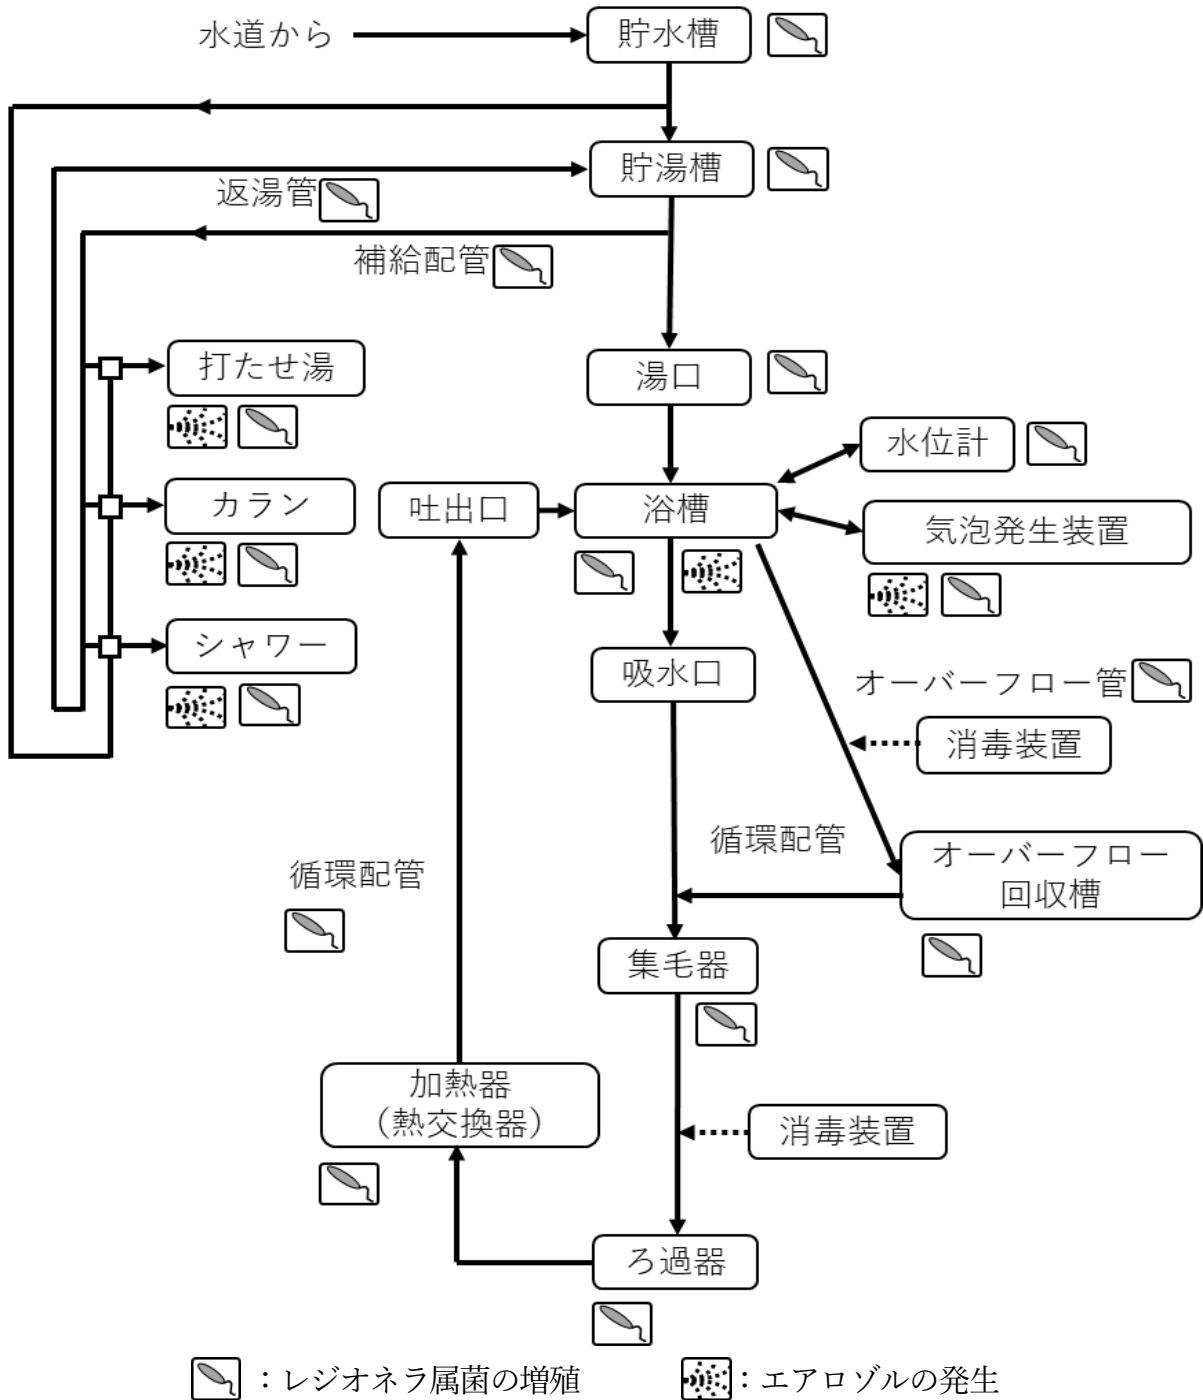 水道から
貯水槽
貯湯槽
返湯管
補給配管
打たせ湯
湯口
水位計
カラン
吐出口
浴槽
気泡発生装置
シャワー
吸水口
オーバーフロー管
消毒装置
循環配管
オーバーフロー
回収槽
循環配管
集毛器
加熱器
（熱交換器）
消毒装置
ろ過器
：レジオネラ属菌の増殖
：エアロゾルの発生